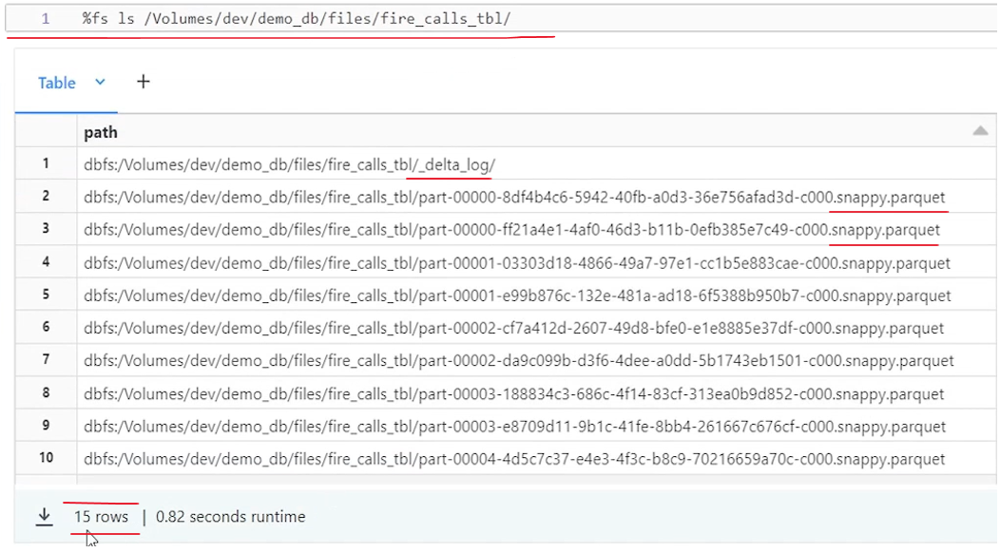 1 %fs ls /Volumes/dev/demo_db/files/fire_calls_tbl/
Table +
path
1 dbfs:/Volumes/dev/demo_db/files/fire_calls_tbl/_delta_log/
2 dbfs:/Volumes/dev/demo_db/files/fire_calls_tbl/part-00000-8df4b4c6-5942-40fb-a0d3-36e756afad3d-c000.snappy.parquet
3 dbfs:/Volumes/dev/demo_db/files/fire_calls_tbl/part-00000-ff21a4e1-4af0-46d3-b11b-0efb385e7c49-c000.snappy.parquet
4 dbfs:/Volumes/dev/demo_db/files/fire_calls_tbl/part-00001-03303d18-4866-49a7-97e1-cc1b5e883cae-c000.snappy.parquet
5 dbfs:/Volumes/dev/demo_db/files/fire_calls_tbl/part-00001-e99b876c-132e-481a-ad18-6f5388b950b7-c000.snappy.parquet
6 dbfs:/Volumes/dev/demo_db/files/fire_calls_tbl/part-00002-cf7a412d-2607-49d8-bfe0-e1e8885e37df-c000.snappy.parquet
7 dbfs:/Volumes/dev/demo_db/files/fire_calls_tbl/part-00002-da9c099b-d3f6-4dee-a0dd-5b1743eb1501-c000.snappy.parquet
8 dbfs:/Volumes/dev/demo_db/files/fire_calls_tbl/part-00003-188834c3-686c-4f14-83cf-313ea0b9d852-c000.snappy.parquet
9 dbfs:/Volumes/dev/demo_db/files/fire_calls_tbl/part-00003-e8709d11-9b1c-41fe-8bb4-261667c676cf-c000.snappy.parquet
10 dbfs:/Volumes/dev/demo_db/files/fire_calls_tbl/part-00004-4d5c7c37-e4e3-4f3c-b8c9-70216659a70c-c000.snappy.parquet
15 rows | 0.82 seconds runtime